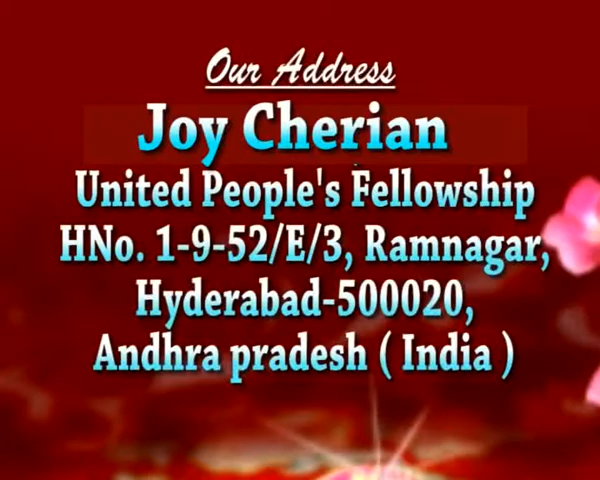 Our Address
Joy Cherian
United People's Fellowship
HNo. 1-9-52/E/3, Ramnagar,
Hyderabad-500020,
Andhra pradesh ( India )